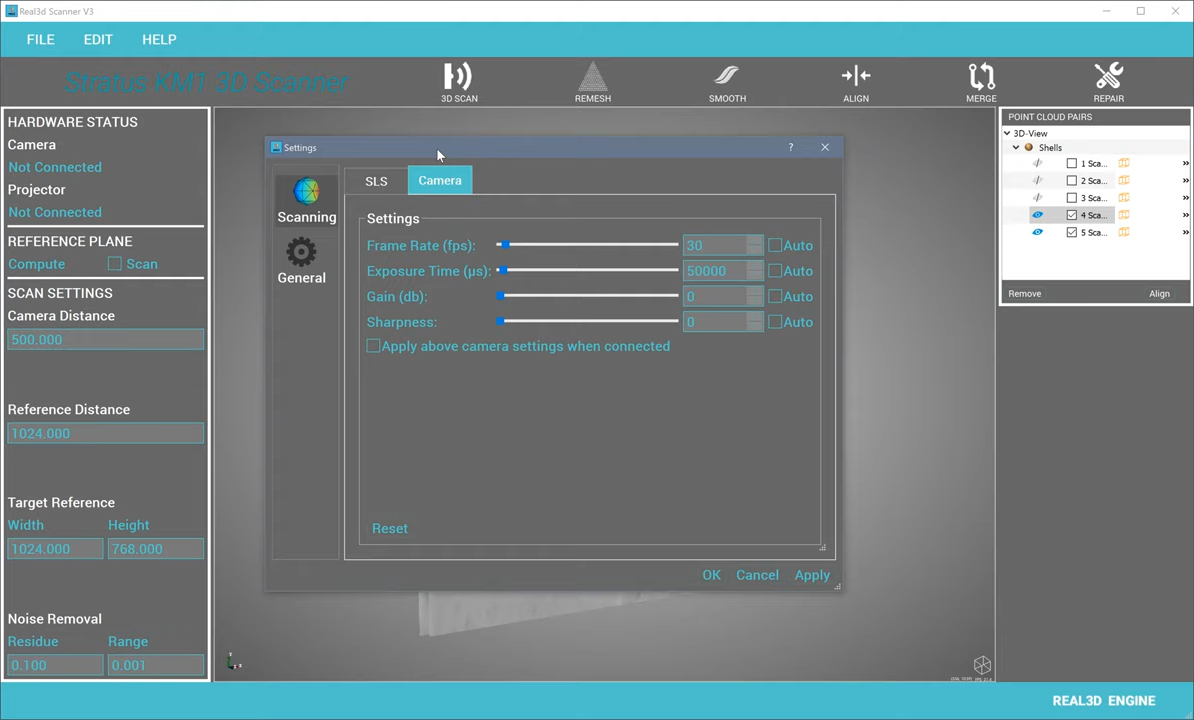 Real3d Scanner V3
FILE EDIT HELP
Stratus KM1 3D Scanner
3D SCAN REMESH SMOOTH ALIGN MERGE REPAIR
HARDWARE STATUS
Camera
Not Connected
Projector
Not Connected
REFERENCE PLANE
Compute Scan
SCAN SETTINGS
Camera Distance
500.000
Reference Distance
1024.000
Target Reference
Width Height
1024.000 768.000
Noise Removal
Residue Range
0.100 0.001
Settings ?
Scanning
General
SLS Camera
Settings
Frame Rate (fps): 30 Auto
Exposure Time (µs): 50000 Auto
Gain (db): 0 Auto
Sharpness: 0 Auto
Apply above camera settings when connected
Reset
OK Cancel Apply
POINT CLOUD PAIRS
3D-View
Shells
1 Sca... »
2 Sca... »
3 Sca... »
4 Sca... »
5 Sca... »
Remove Align
REAL3D ENGINE